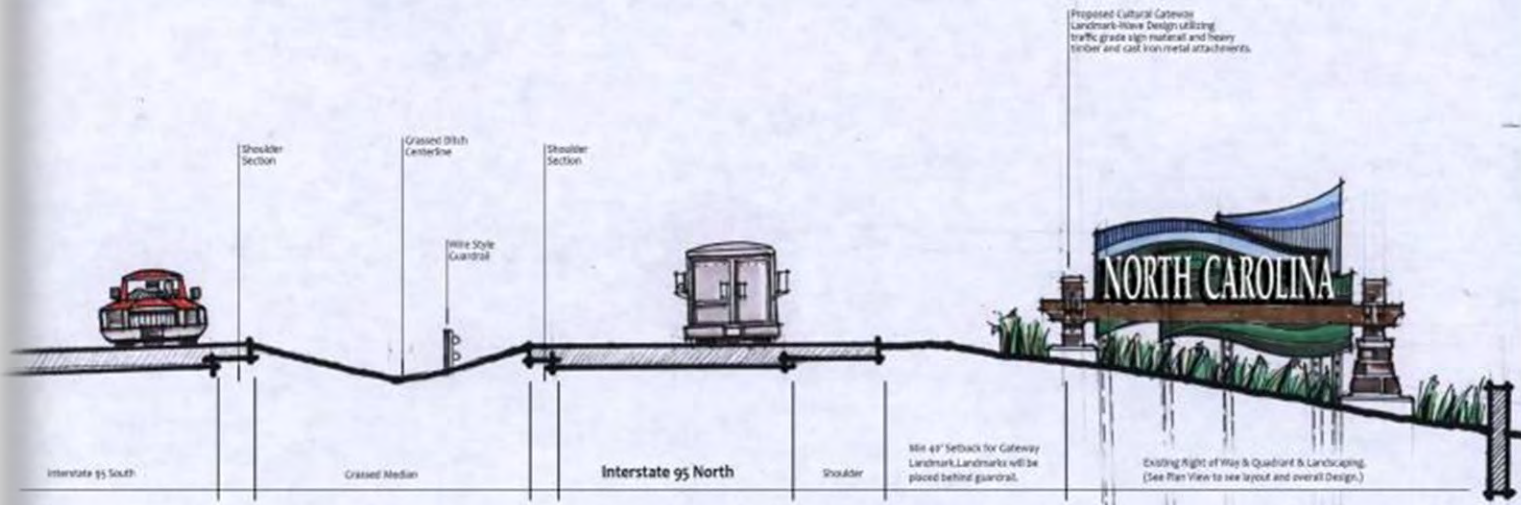 Proposed Cultural Gateway
Landmark-Wave Design utilizing
traffic grade sign materail and heavy
timber and cast iron metal attachments.
Shoulder
Section
Grassed Ditch
Centerline
Shoulder
Section
Wire Style
Guardrail
NORTH CAROLINA
Interstate 95 South
Grassed Median
Interstate 95 North
Shoulder
Min 40' Setback for Gateway
Landmark.Landmarks will be
placed behind guardrail.
Existing Right of Way & Quadrant & Landscaping.
(See Plan View to see layout and overall Design.)